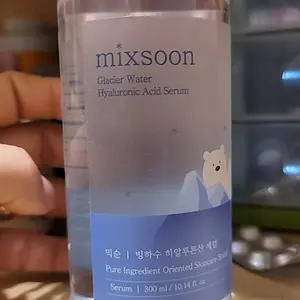 mixsoon
Glacier Water
Hyaluronic Acid Serum
믹순 | 빙하수 히알루론산 세럼
Pure Ingredient Oriented Skincare
Serum | 300 ml / 10.14 fl. oz